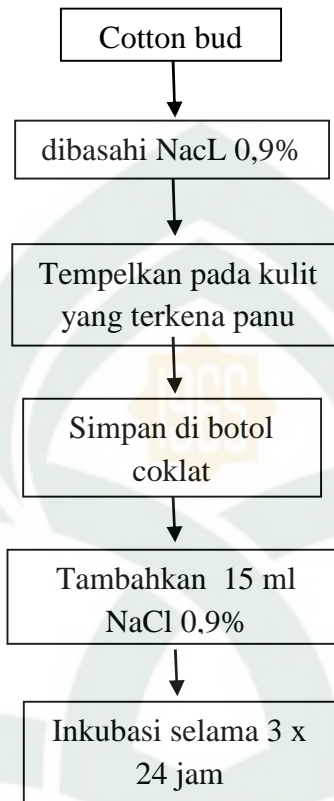 Cotton bud
dibasahi NacL 0,9%
Tempelkan pada kulit
yang terkena panu
Simpan di botol
coklat
Tambahkan 15 ml
NaCl 0,9%
Inkubasi selama 3 x
24 jam